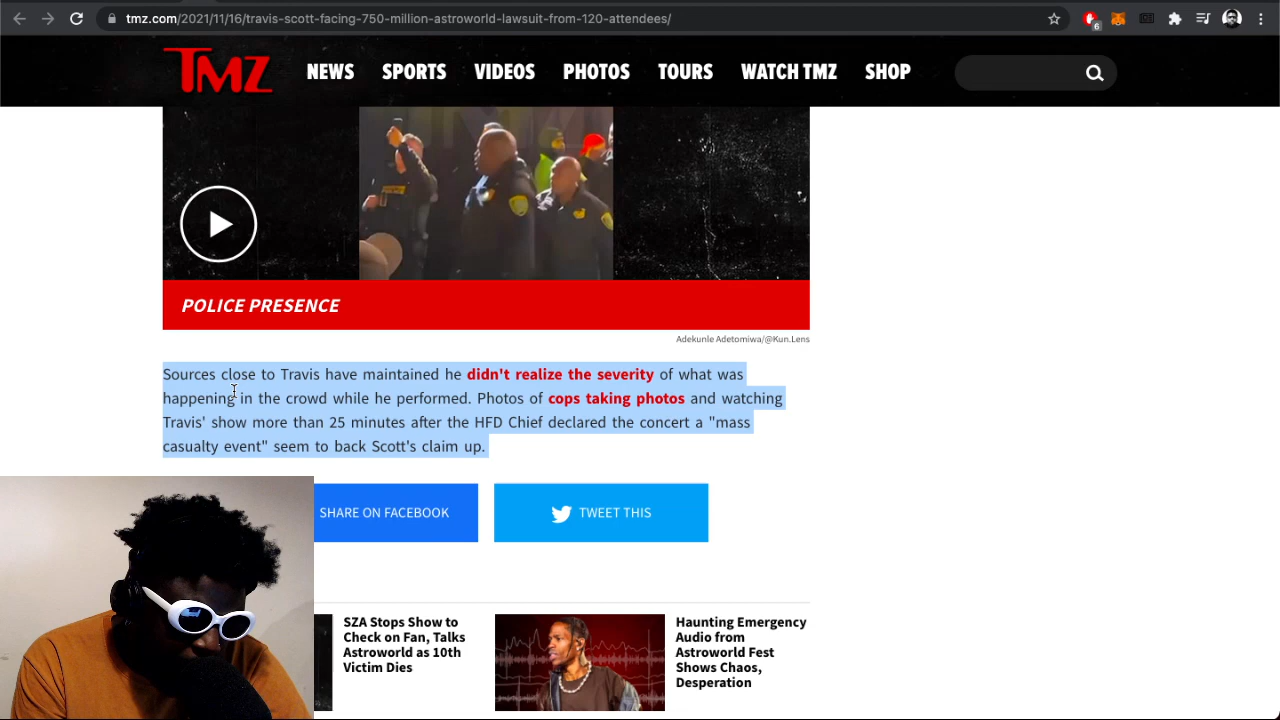 tmz.com/2021/11/16/travis-scott-facing-750-million-astroworld-lawsuit-from-120-attendees/
6
TMZ NEWS SPORTS VIDEOS PHOTOS TOURS WATCH TMZ SHOP
POLICE PRESENCE
Adekunle Adetomiwa/@Kun.Lens
Sources close to Travis have maintained he didn't realize the severity of what was
happening in the crowd while he performed. Photos of cops taking photos and watching
Travis' show more than 25 minutes after the HFD Chief declared the concert a "mass
casualty event" seem to back Scott's claim up.
SHARE ON FACEBOOK
TWEET THIS
SZA Stops Show to
Check on Fan, Talks
Astroworld as 10th
Victim Dies
Haunting Emergency
Audio from
Astroworld Fest
Shows Chaos,
Desperation